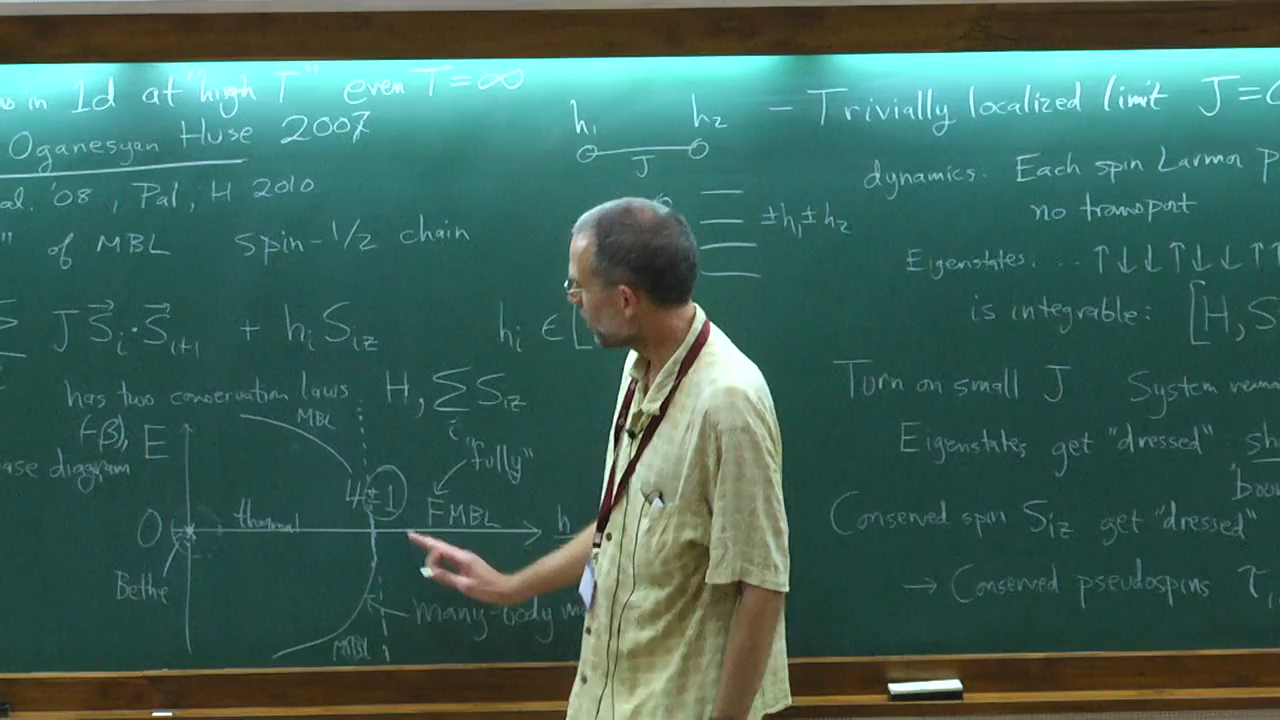 in 1d at "high T" even T=∞
Oganesyan Huse 2007
al. '08, Pal, H 2010
" of MBL spin-1/2 chain
Σ J S⃗i·S⃗i+1 + hi Siz
hi ∈ [
has two conservation laws H, Σi Siz
(-β), E
MBL
phase diagram
"fully"
4±1
FMBL
0
thermal
h
Bethe
Many-body
MBL
h1 h2
J
±h1±h2
- Trivially localized limit J=0
dynamics: Each spin Larmor
no transport
Eigenstates. ... ↑↓↓↑↓↓↑↑
is integrable: [H, S
Turn on small J System
Eigenstates get "dressed"
Conserved spin Siz get "dressed"
→ Conserved pseudospins τ